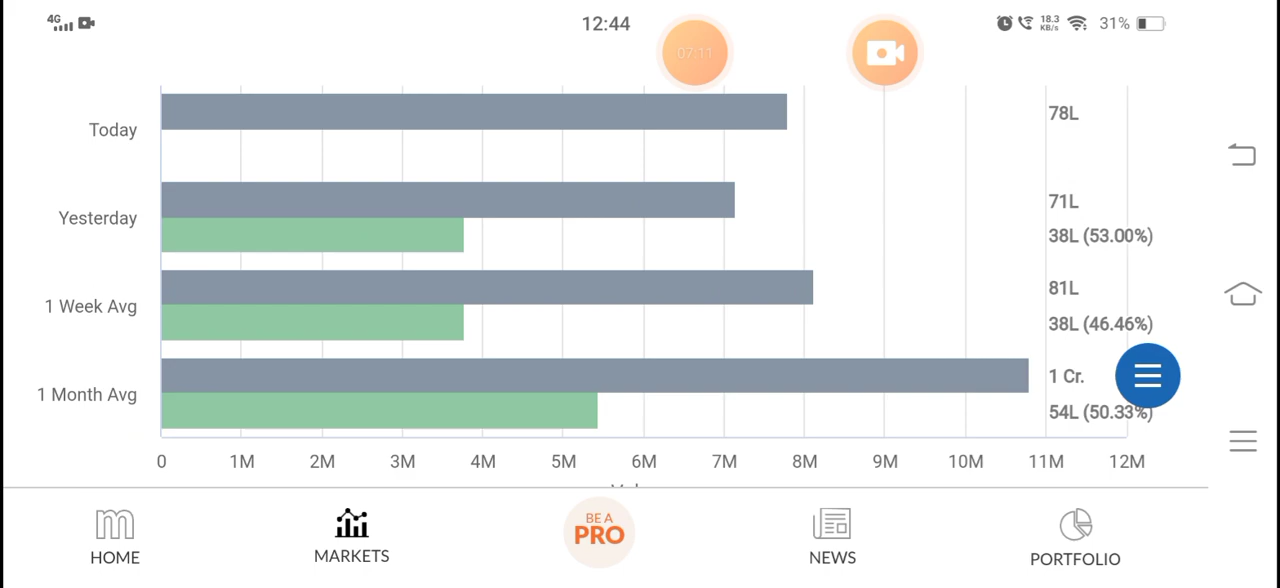 4G 12:44 18.3 KB/s 31%
07:11
Today 78L
Yesterday 71L
38L (53.00%)
1 Week Avg 81L
38L (46.46%)
1 Month Avg 1 Cr.
54L (50.33%)
0 1M 2M 3M 4M 5M 6M 7M 8M 9M 10M 11M 12M
m BE A PRO
HOME MARKETS NEWS PORTFOLIO